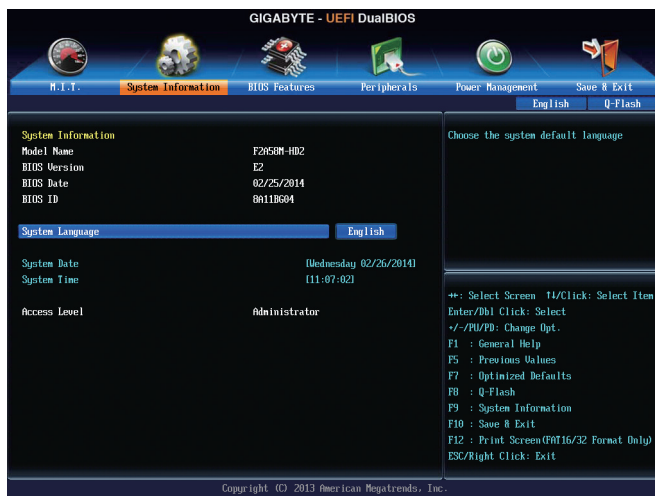 GIGABYTE - UEFI DualBIOS
M.I.T. System Information BIOS Features Peripherals Power Management Save & Exit
English Q-Flash
System Information
Model Name F2A58M-HD2
BIOS Version E2
BIOS Date 02/25/2014
BIOS ID 8A11BG04
System Language English
System Date [Wednesday 02/26/2014]
System Time [11:07:02]
Access Level Administrator
Choose the system default language
→←: Select Screen ↑↓/Click: Select Item
Enter/Dbl Click: Select
+/-/PU/PD: Change Opt.
F1 : General Help
F5 : Previous Values
F7 : Optimized Defaults
F8 : Q-Flash
F9 : System Information
F10 : Save & Exit
F12 : Print Screen(FAT16/32 Format Only)
ESC/Right Click: Exit
Copyright (C) 2013 American Megatrends, Inc.